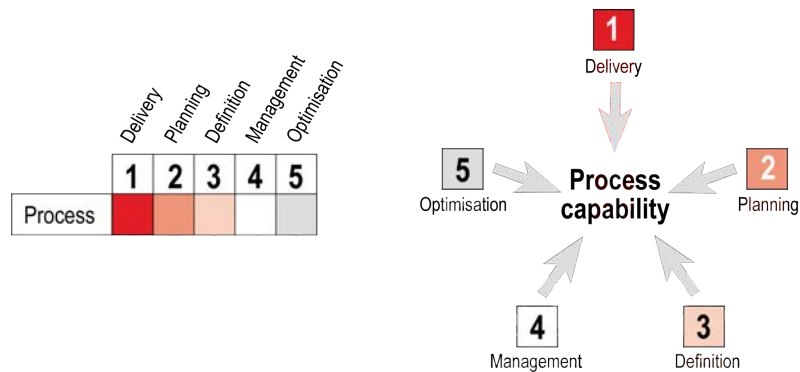 Delivery
Planning
Definition
Management
Optimisation
1 2 3 4 5
Process
1
Delivery
5
Optimisation
Process
capability
2
Planning
4
Management
3
Definition